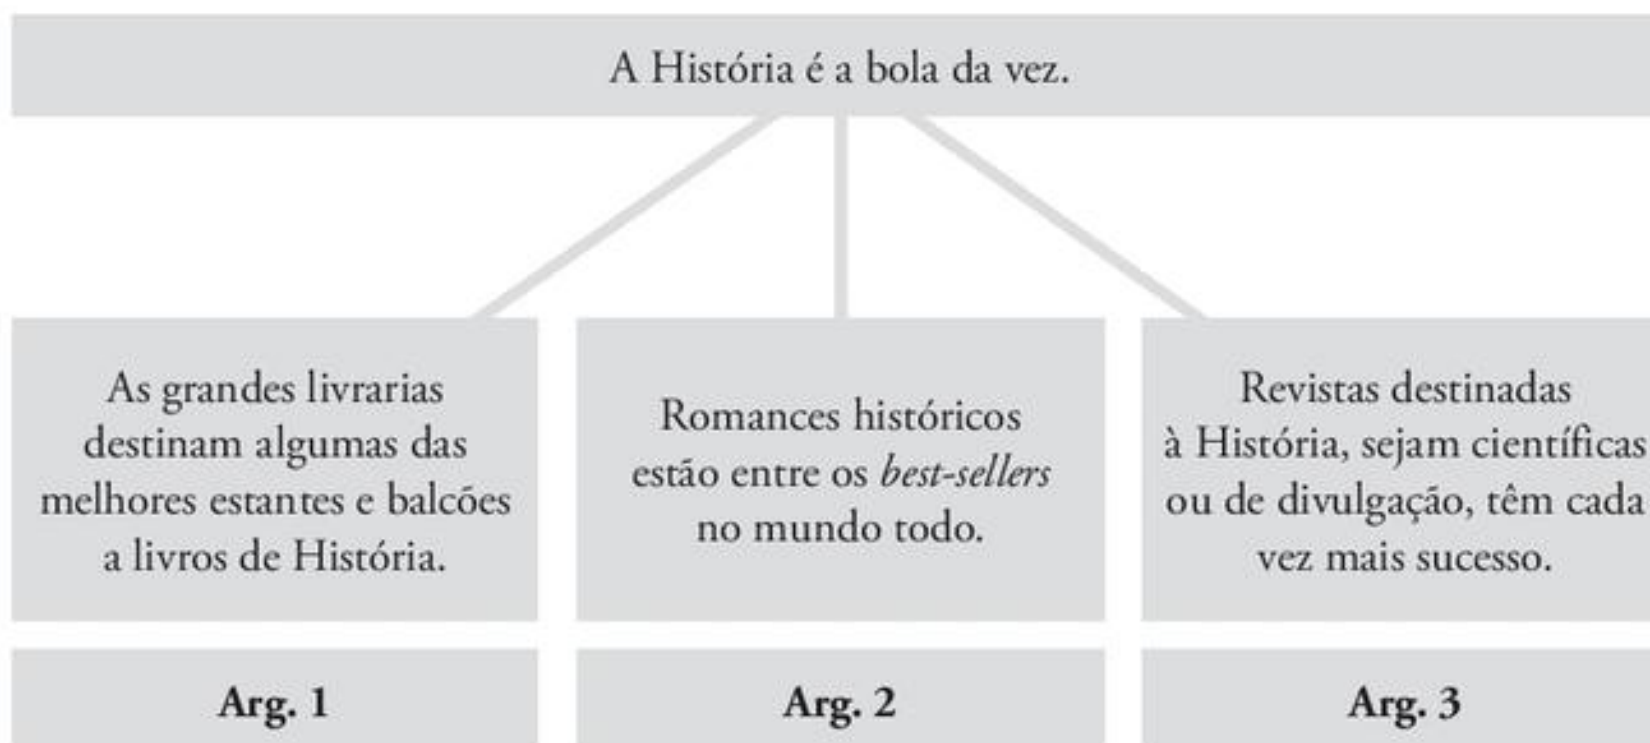 A História é a bola da vez.
As grandes livrarias
destinam algumas das
melhores estantes e balcões
a livros de História.
Romances históricos
estão entre os best-sellers
no mundo todo.
Revistas destinadas
à História, sejam científicas
ou de divulgação, têm cada
vez mais sucesso.
Arg. 1
Arg. 2
Arg. 3